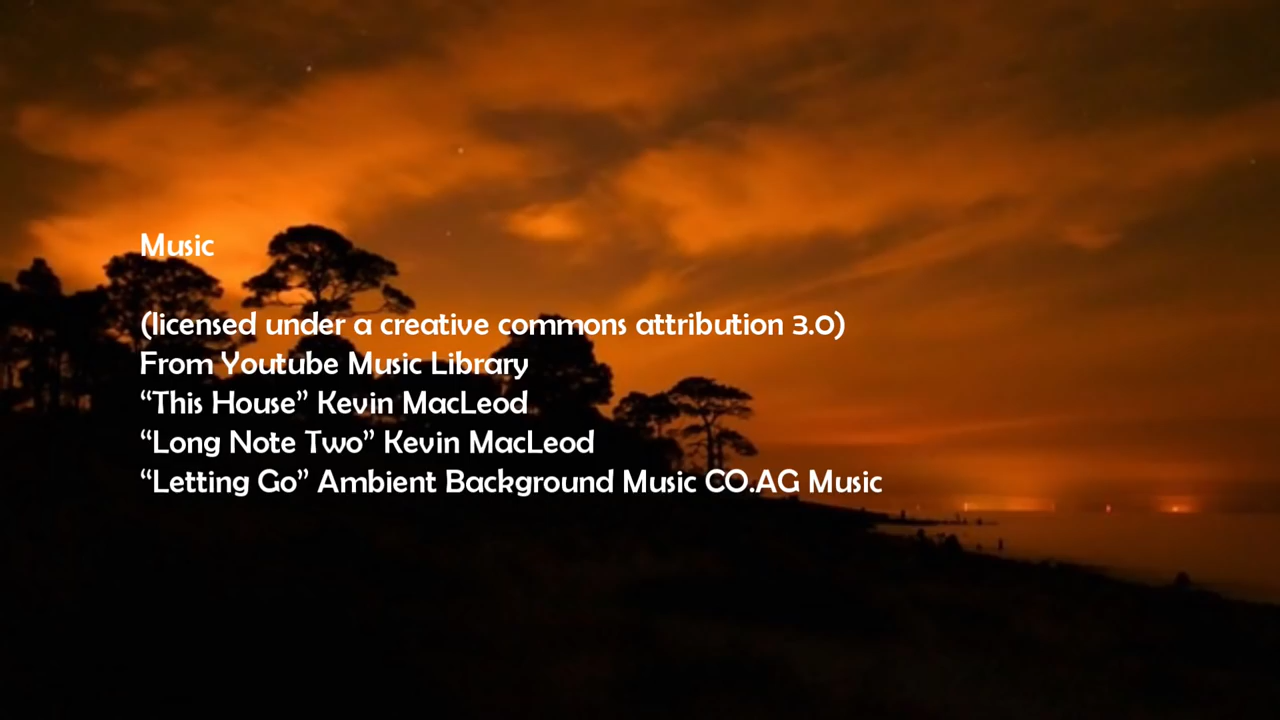 Music
(licensed under a creative commons attribution 3.0)
From Youtube Music Library
“This House” Kevin MacLeod
“Long Note Two” Kevin MacLeod
“Letting Go” Ambient Background Music CO.AG Music